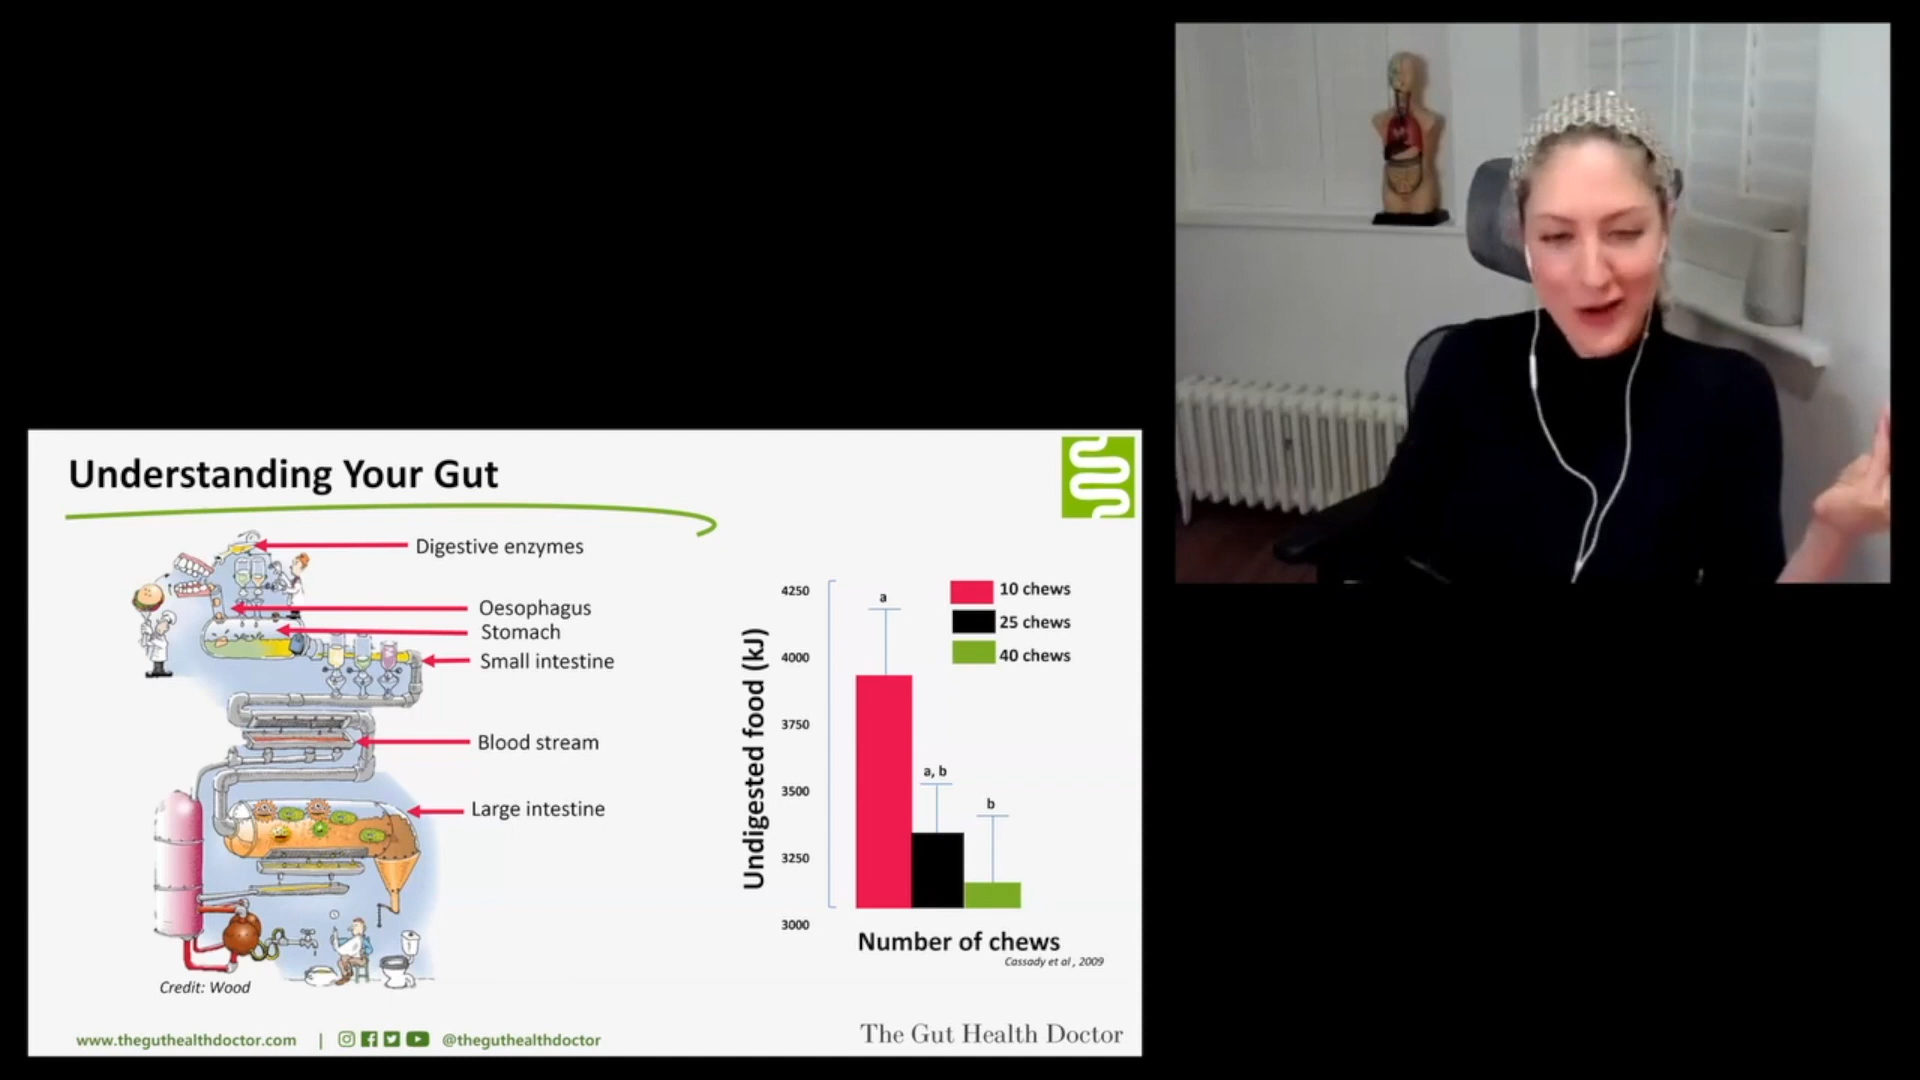 Understanding Your Gut
Digestive enzymes
Oesophagus
Stomach
Small intestine
Blood stream
Large intestine
Credit: Wood
Undigested food (kJ)
4250
4000
3750
3500
3250
3000
a
a, b
b
10 chews
25 chews
40 chews
Number of chews
Cassady et al , 2009
www.theguthealthdoctor.com | @theguthealthdoctor
The Gut Health Doctor